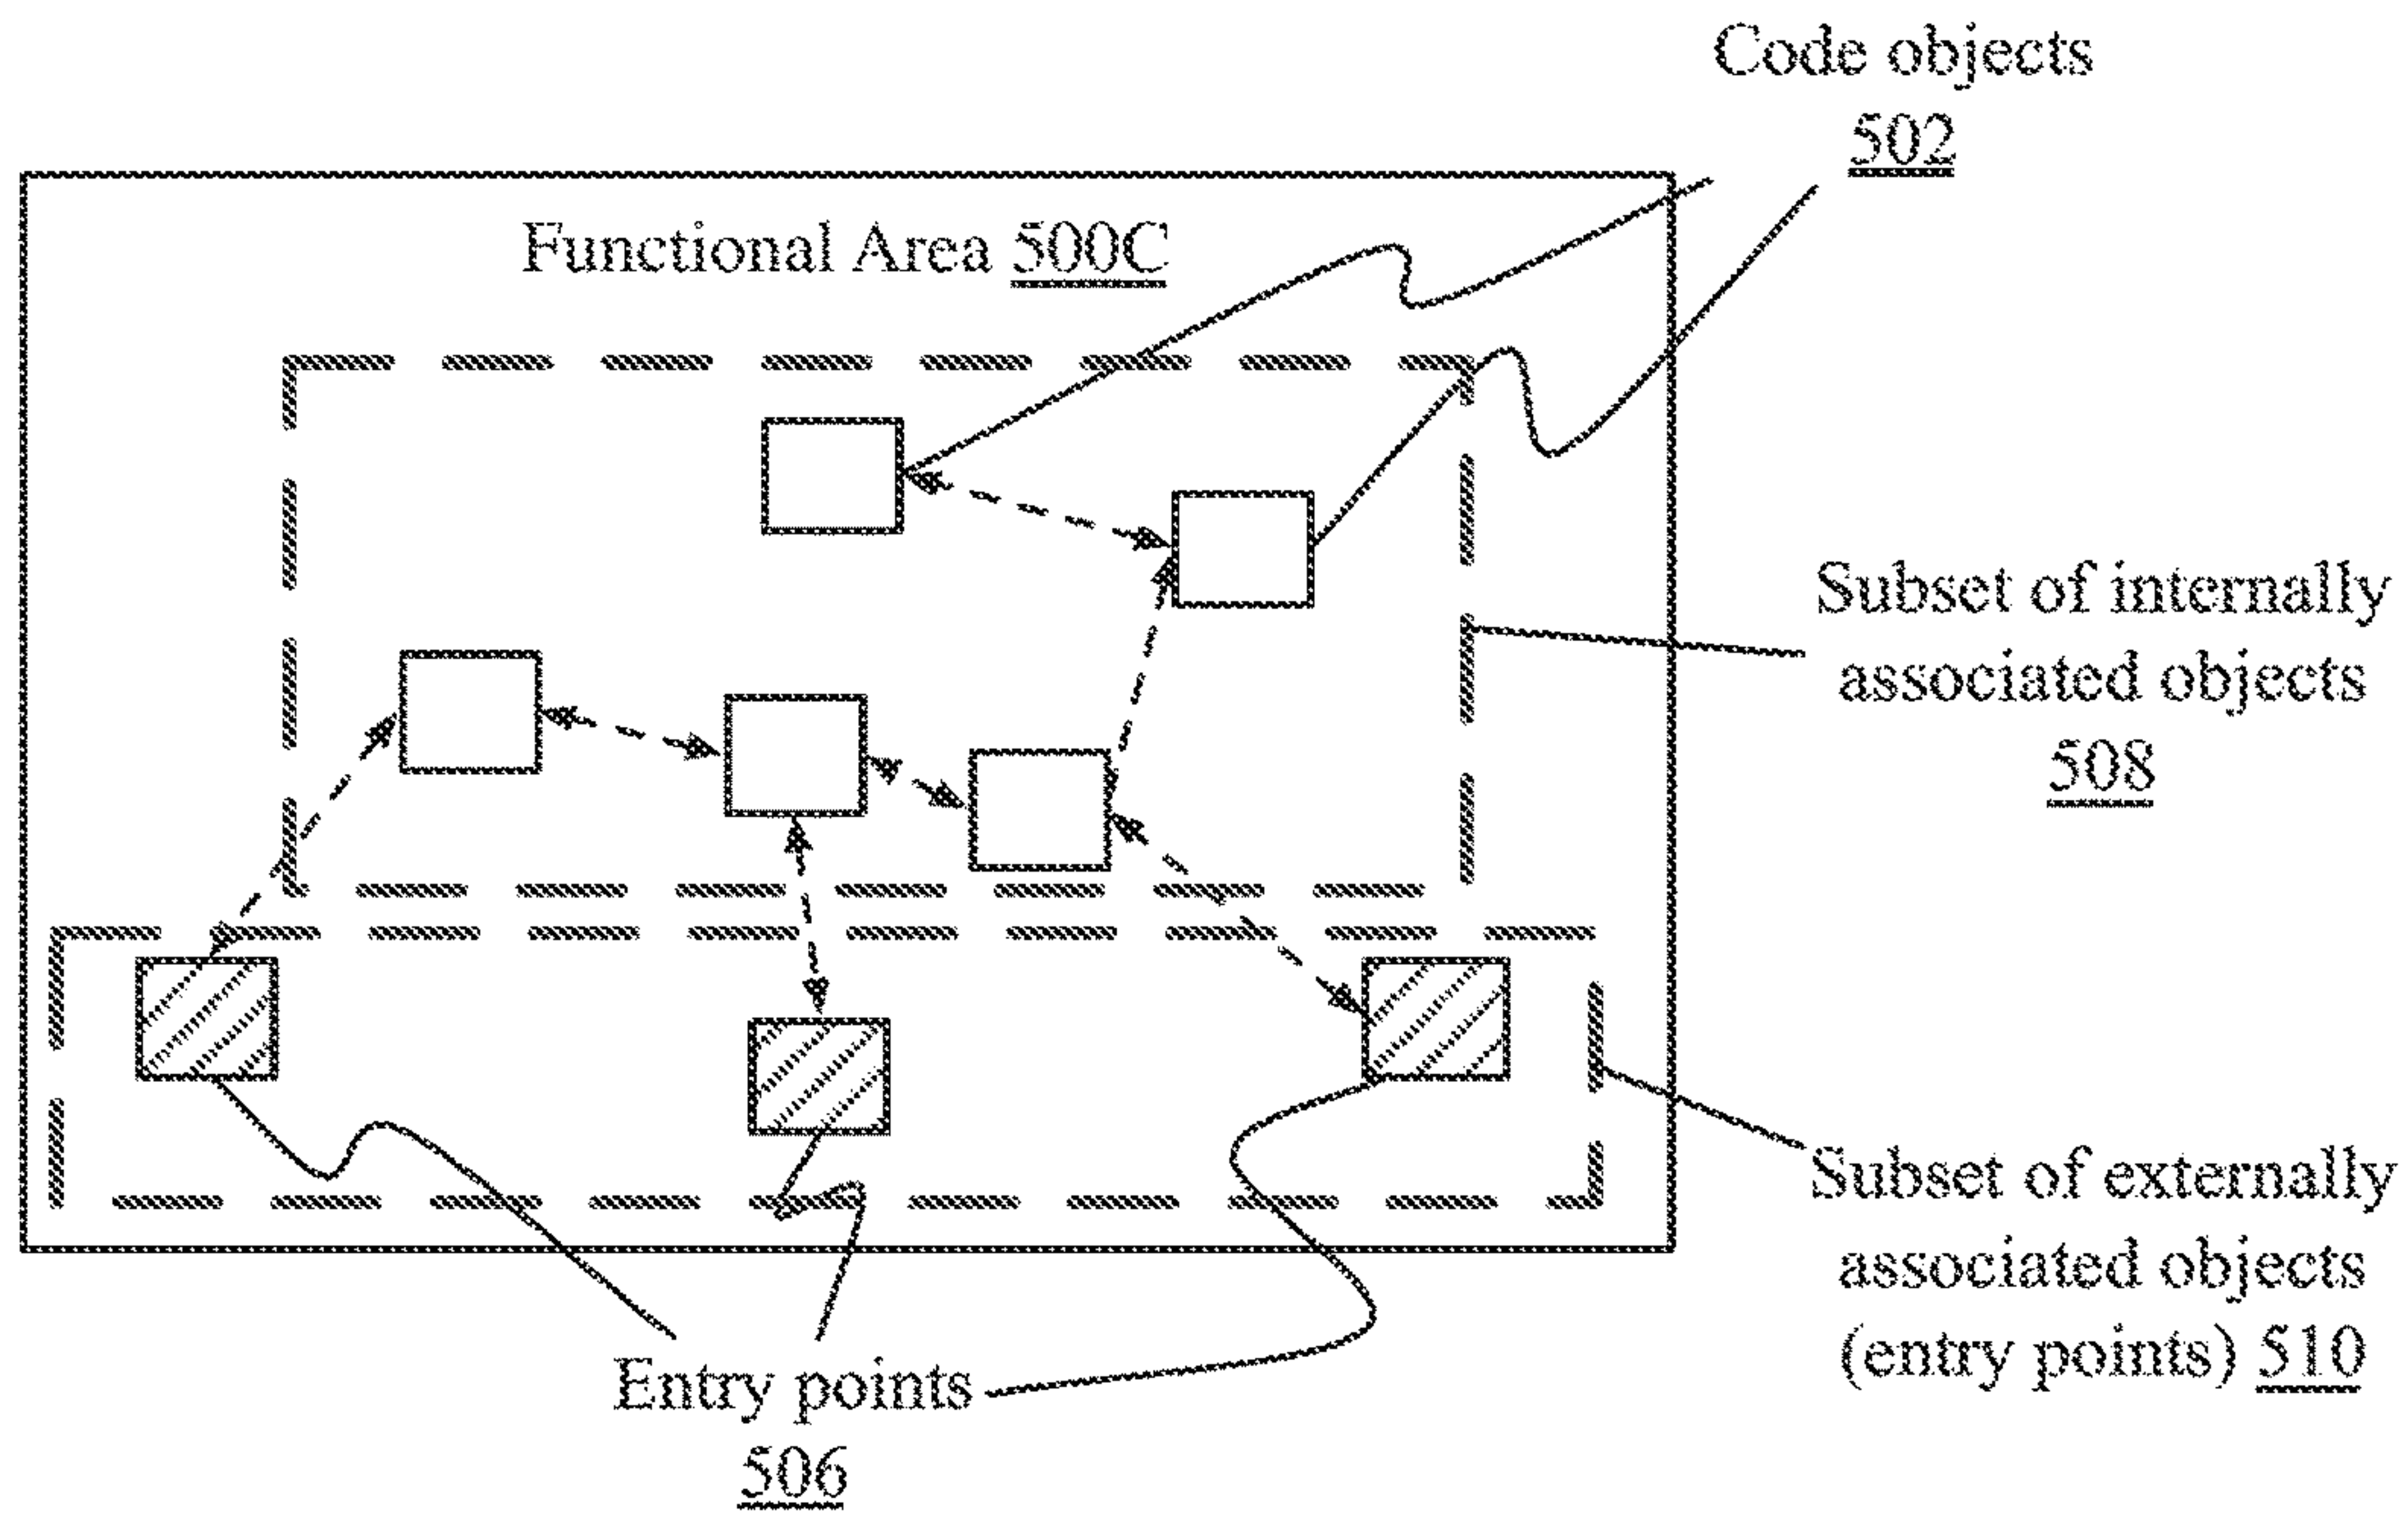 Code objects
502
Functional Area 500C
Subset of internally
associated objects
508
Subset of externally
associated objects
(entry points) 510
Entry points
506